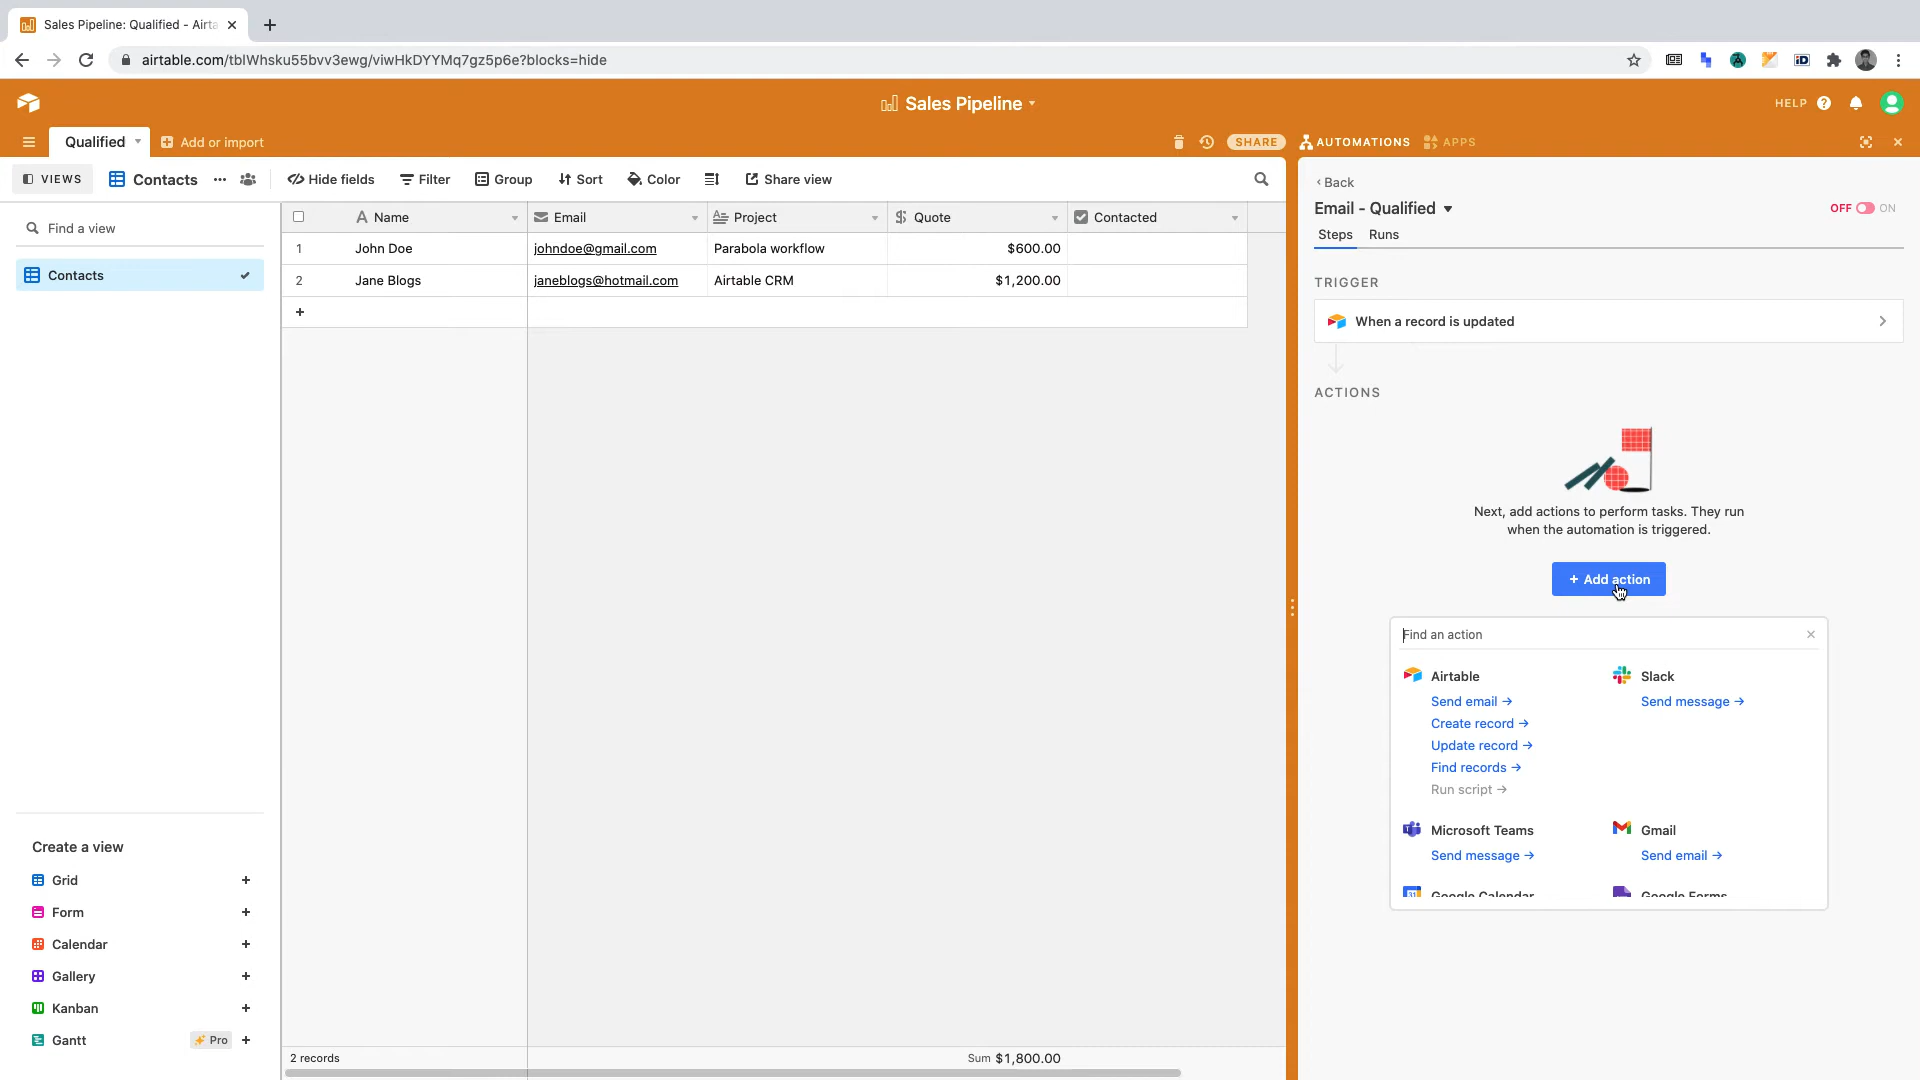 Sales Pipeline: Qualified - Airta
airtable.com/tblWhsku55bvv3ewg/viwHkDYYMq7gz5p6e?blocks=hide
Sales Pipeline
HELP
Qualified
Add or import
SHARE
AUTOMATIONS
APPS
VIEWS
Contacts
Hide fields
Filter
Group
Sort
Color
Share view
Find a view
Contacts
Create a view
Grid
Form
Calendar
Gallery
Kanban
Gantt
Pro
Name Email Project Quote Contacted
1 John Doe johndoe@gmail.com Parabola workflow $600.00
2 Jane Blogs janeblogs@hotmail.com Airtable CRM $1,200.00
2 records
Sum $1,800.00
Back
Email - Qualified
OFF ON
Steps Runs
TRIGGER
When a record is updated
ACTIONS
Next, add actions to perform tasks. They run
when the automation is triggered.
+ Add action
Find an action
Airtable
Send email →
Create record →
Update record →
Find records →
Run script →
Slack
Send message →
Microsoft Teams
Send message →
Gmail
Send email →
Google Calendar
Google Forms